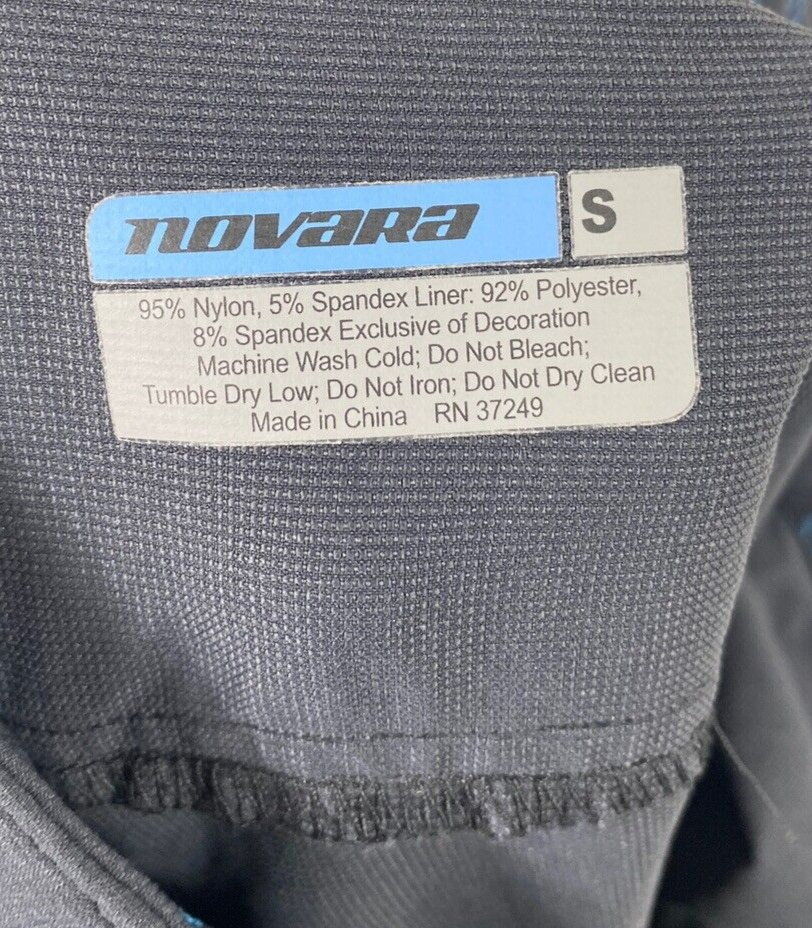 novara S
95% Nylon, 5% Spandex Liner: 92% Polyester,
8% Spandex Exclusive of Decoration
Machine Wash Cold; Do Not Bleach;
Tumble Dry Low; Do Not Iron; Do Not Dry Clean
Made in China RN 37249